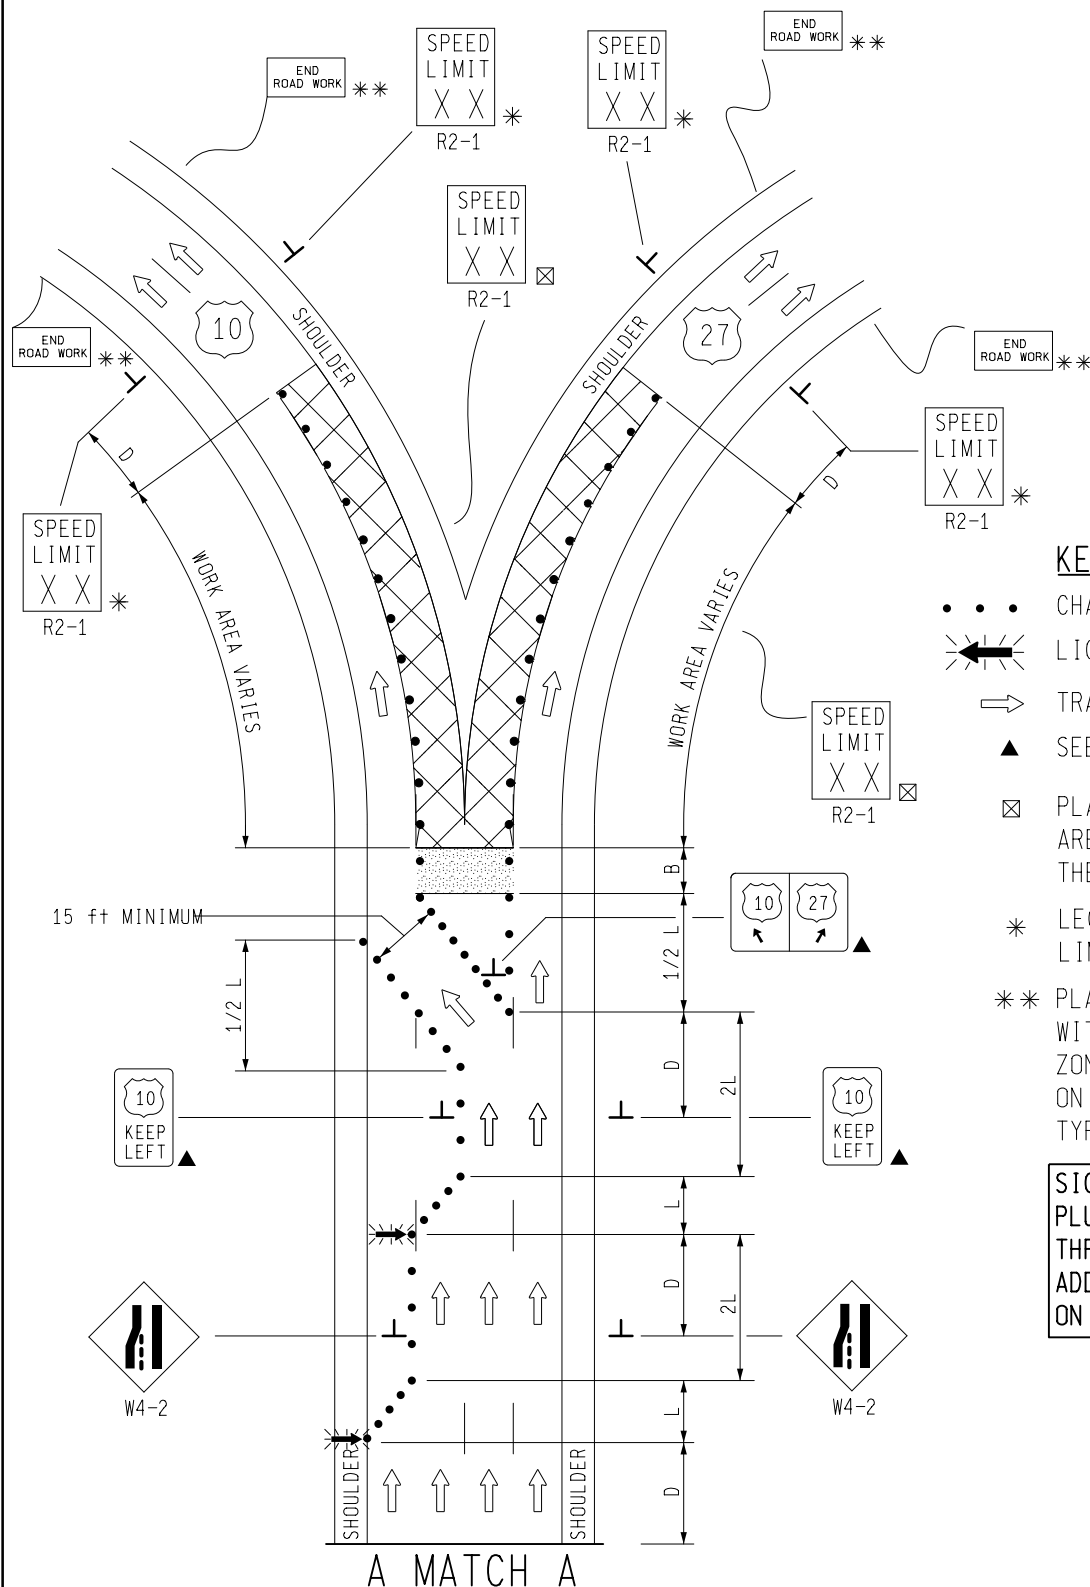 END
ROAD WORK **
SPEED
LIMIT
X X *
R2-1
SPEED
LIMIT
X X *
R2-1
END
ROAD WORK **
SPEED
LIMIT
X X
R2-1
10
27
SHOULDER
SHOULDER
END
ROAD WORK **
END
ROAD WORK **
D
D
SPEED
LIMIT
X X *
R2-1
SPEED
LIMIT
X X *
R2-1
WORK AREA VARIES
WORK AREA VARIES
SPEED
LIMIT
X X
R2-1
KE
CHA
TRA
SEE
PLA
ARE
THE
* LEG
LIM
** PLA
WIT
ZON
ON
TYP
B
15 ft MINIMUM
10 27
1/2 L
1/2 L
D
2L
10
KEEP
LEFT
10
KEEP
LEFT
L
D
2L
W4-2
W4-2
L
SHOULDER
SHOULDER
D
A MATCH A
PLU
THR
ADD
ON